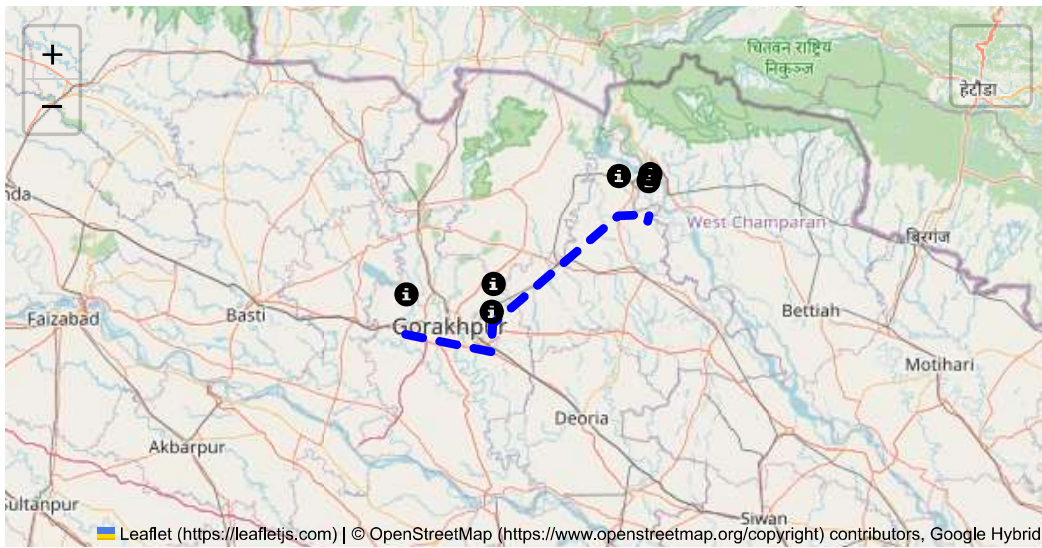 +
−
चितवन राष्ट्रिय
निकुञ्ज
हेटौडा
nda
West Champaran
बिरगंज
Faizabad
Basti
Gorakhpur
Bettiah
Motihari
Deoria
Akbarpur
Sultanpur
Siwan
Leaflet (https://leafletjs.com) | © OpenStreetMap (https://www.openstreetmap.org/copyright) contributors, Google Hybrid